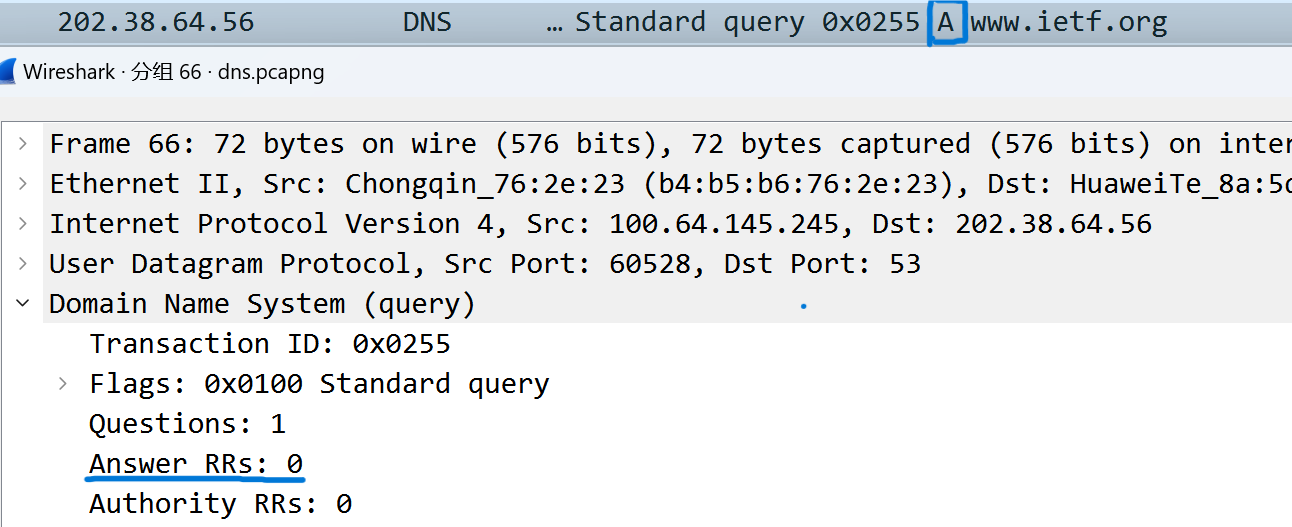 202.38.64.56 DNS … Standard query 0x0255 A www.ietf.org
Wireshark · 分组 66 · dns.pcapng
Frame 66: 72 bytes on wire (576 bits), 72 bytes captured (576 bits) on inter
Ethernet II, Src: Chongqin_76:2e:23 (b4:b5:b6:76:2e:23), Dst: HuaweiTe_8a:5
Internet Protocol Version 4, Src: 100.64.145.245, Dst: 202.38.64.56
User Datagram Protocol, Src Port: 60528, Dst Port: 53
Domain Name System (query)
Transaction ID: 0x0255
Flags: 0x0100 Standard query
Questions: 1
Answer RRs: 0
Authority RRs: 0